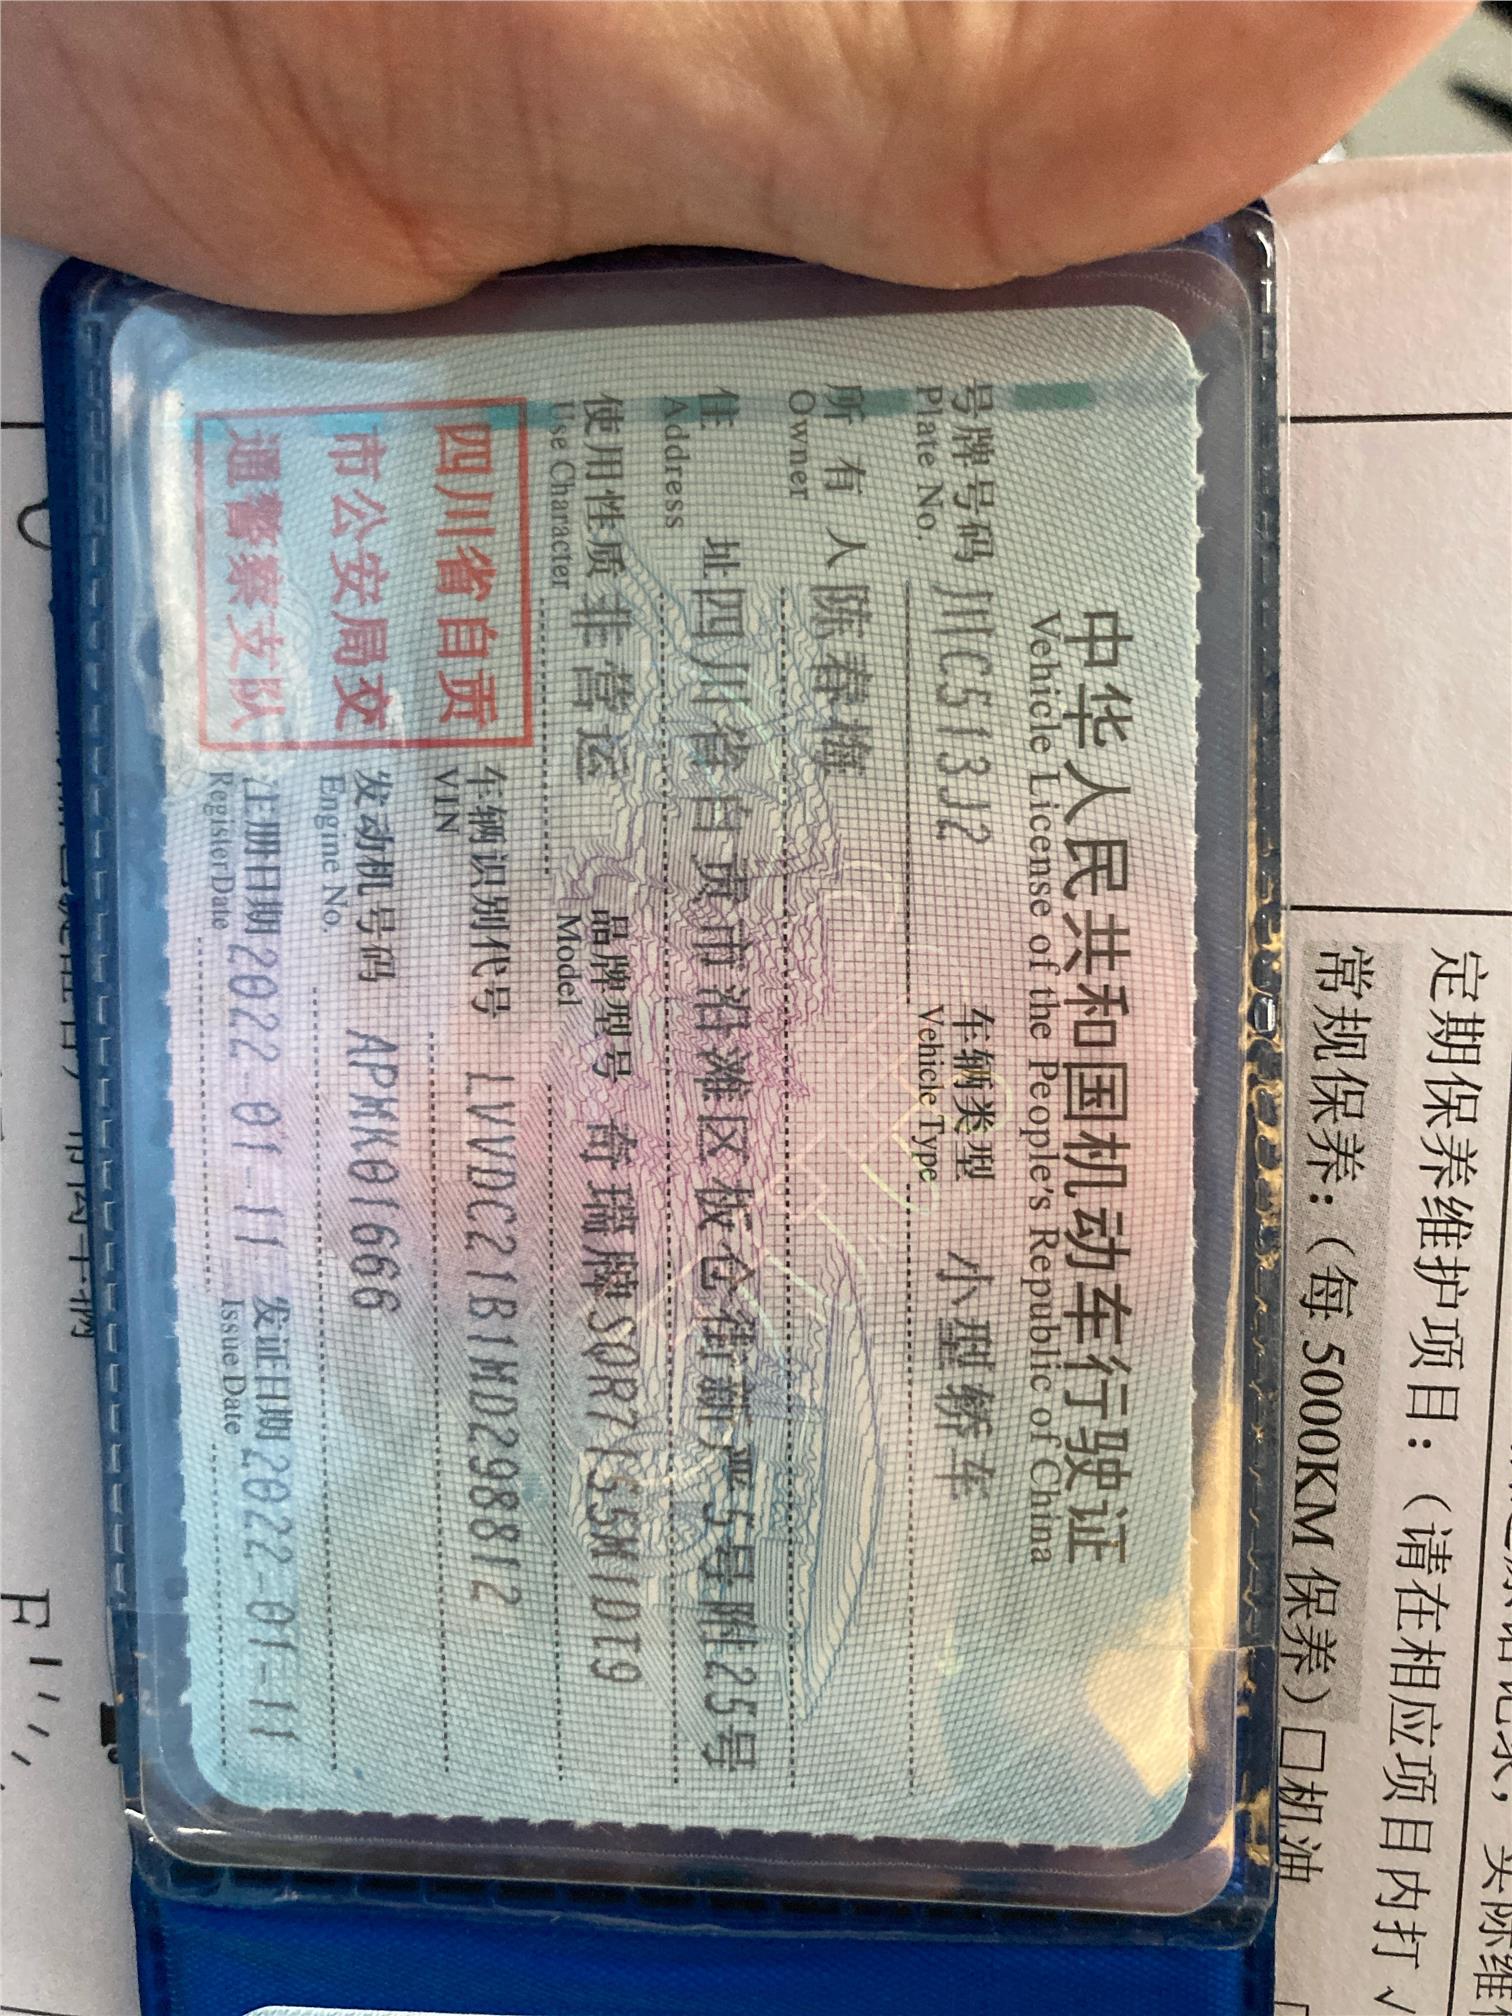 中华人民共和国机动车行驶证
Vehicle License of the People's Republic of China
号牌号码 川C513J2 车辆类型 小型轿车
Plate No. Vehicle Type
所有人 陈春梅
Owner
住址 四川省自贡市沿滩区板仓街新严5号附25号
Address
使用性质 非营运 品牌型号 奇瑞牌SQR7155M1DT9
Use Character Model
四川省自贡
市公安局交
通警察支队
车辆识别代号 LVVDC21B1MD298812
VIN
发动机号码 APMK01666
Engine No.
注册日期 2022-01-11 发证日期 2022-01-11
Register Date Issue Date
定期保养维护项目：（请在相应项目内打 √
常规保养：（每 5000KM 保养）□机油